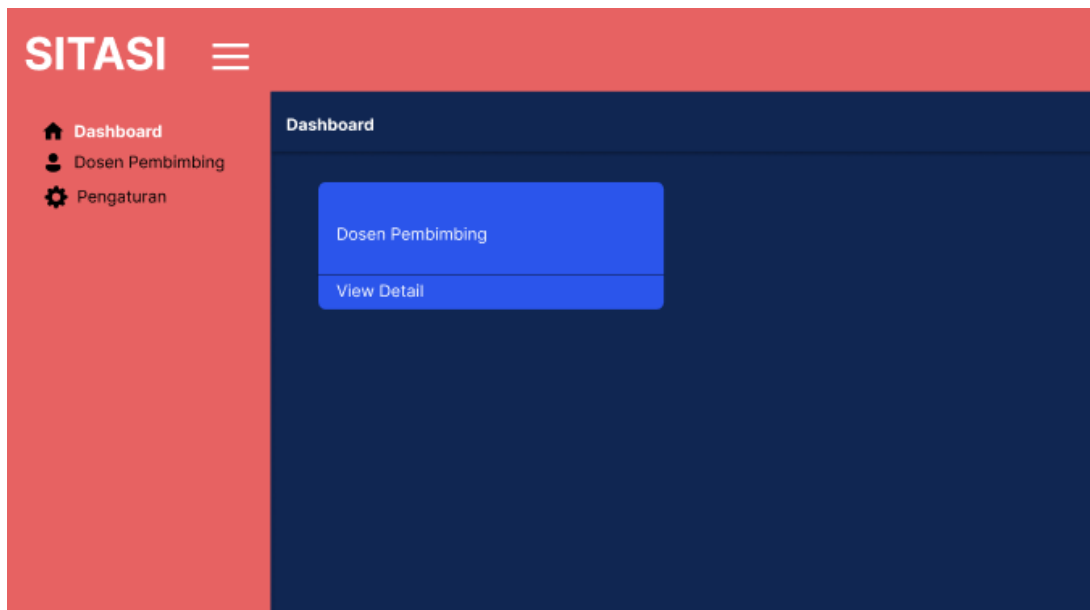 SITASI
Dashboard
Dosen Pembimbing
Pengaturan
Dashboard
Dosen Pembimbing
View Detail